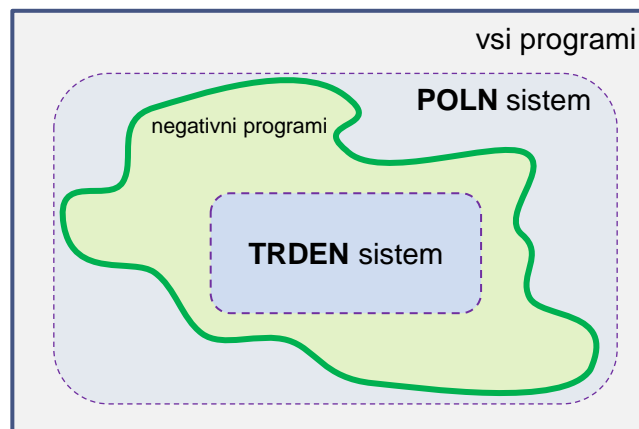 vsi programi
POLN sistem
negativni programi
TRDEN sistem